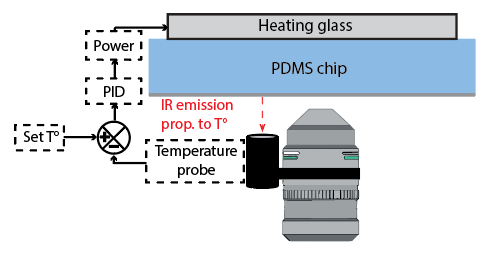 Heating glass
Power
PDMS chip
PID
IR emission
prop. to T°
Set T°
+
-
Temperature
probe